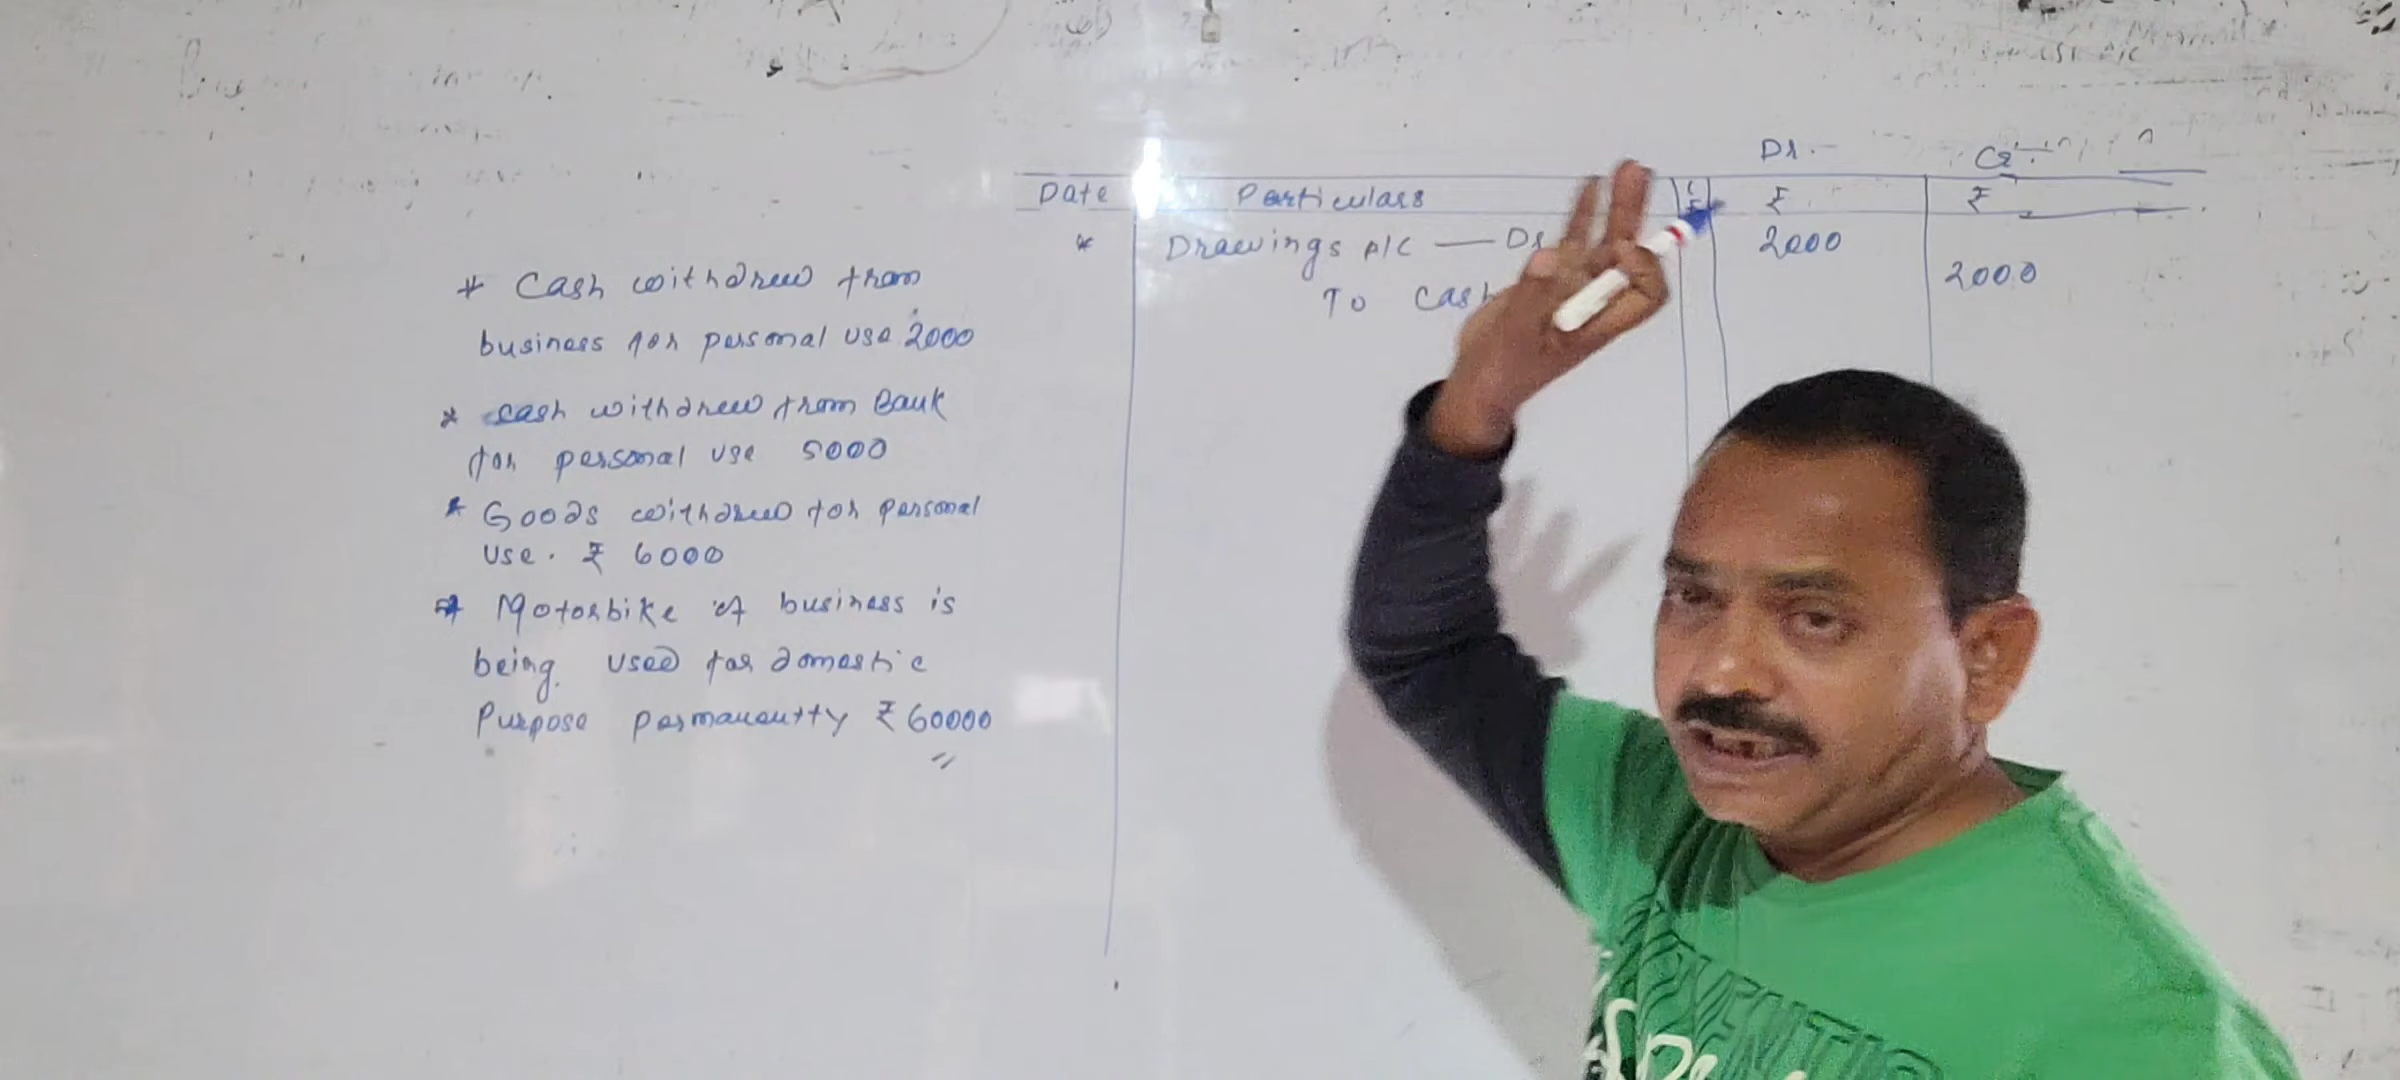 * Cash withdrew from
business for personal use 2000
* cash withdrew from Bank
for personal use 5000
* Goods withdrew for personal
use. ₹ 6000
* Motorbike of business is
being used for domestic
Purpose permanently ₹ 60000
Dr. Cr.
Date Particulars L F ₹ ₹
* Drawings A/C — Dr 2000
To Cash 2000